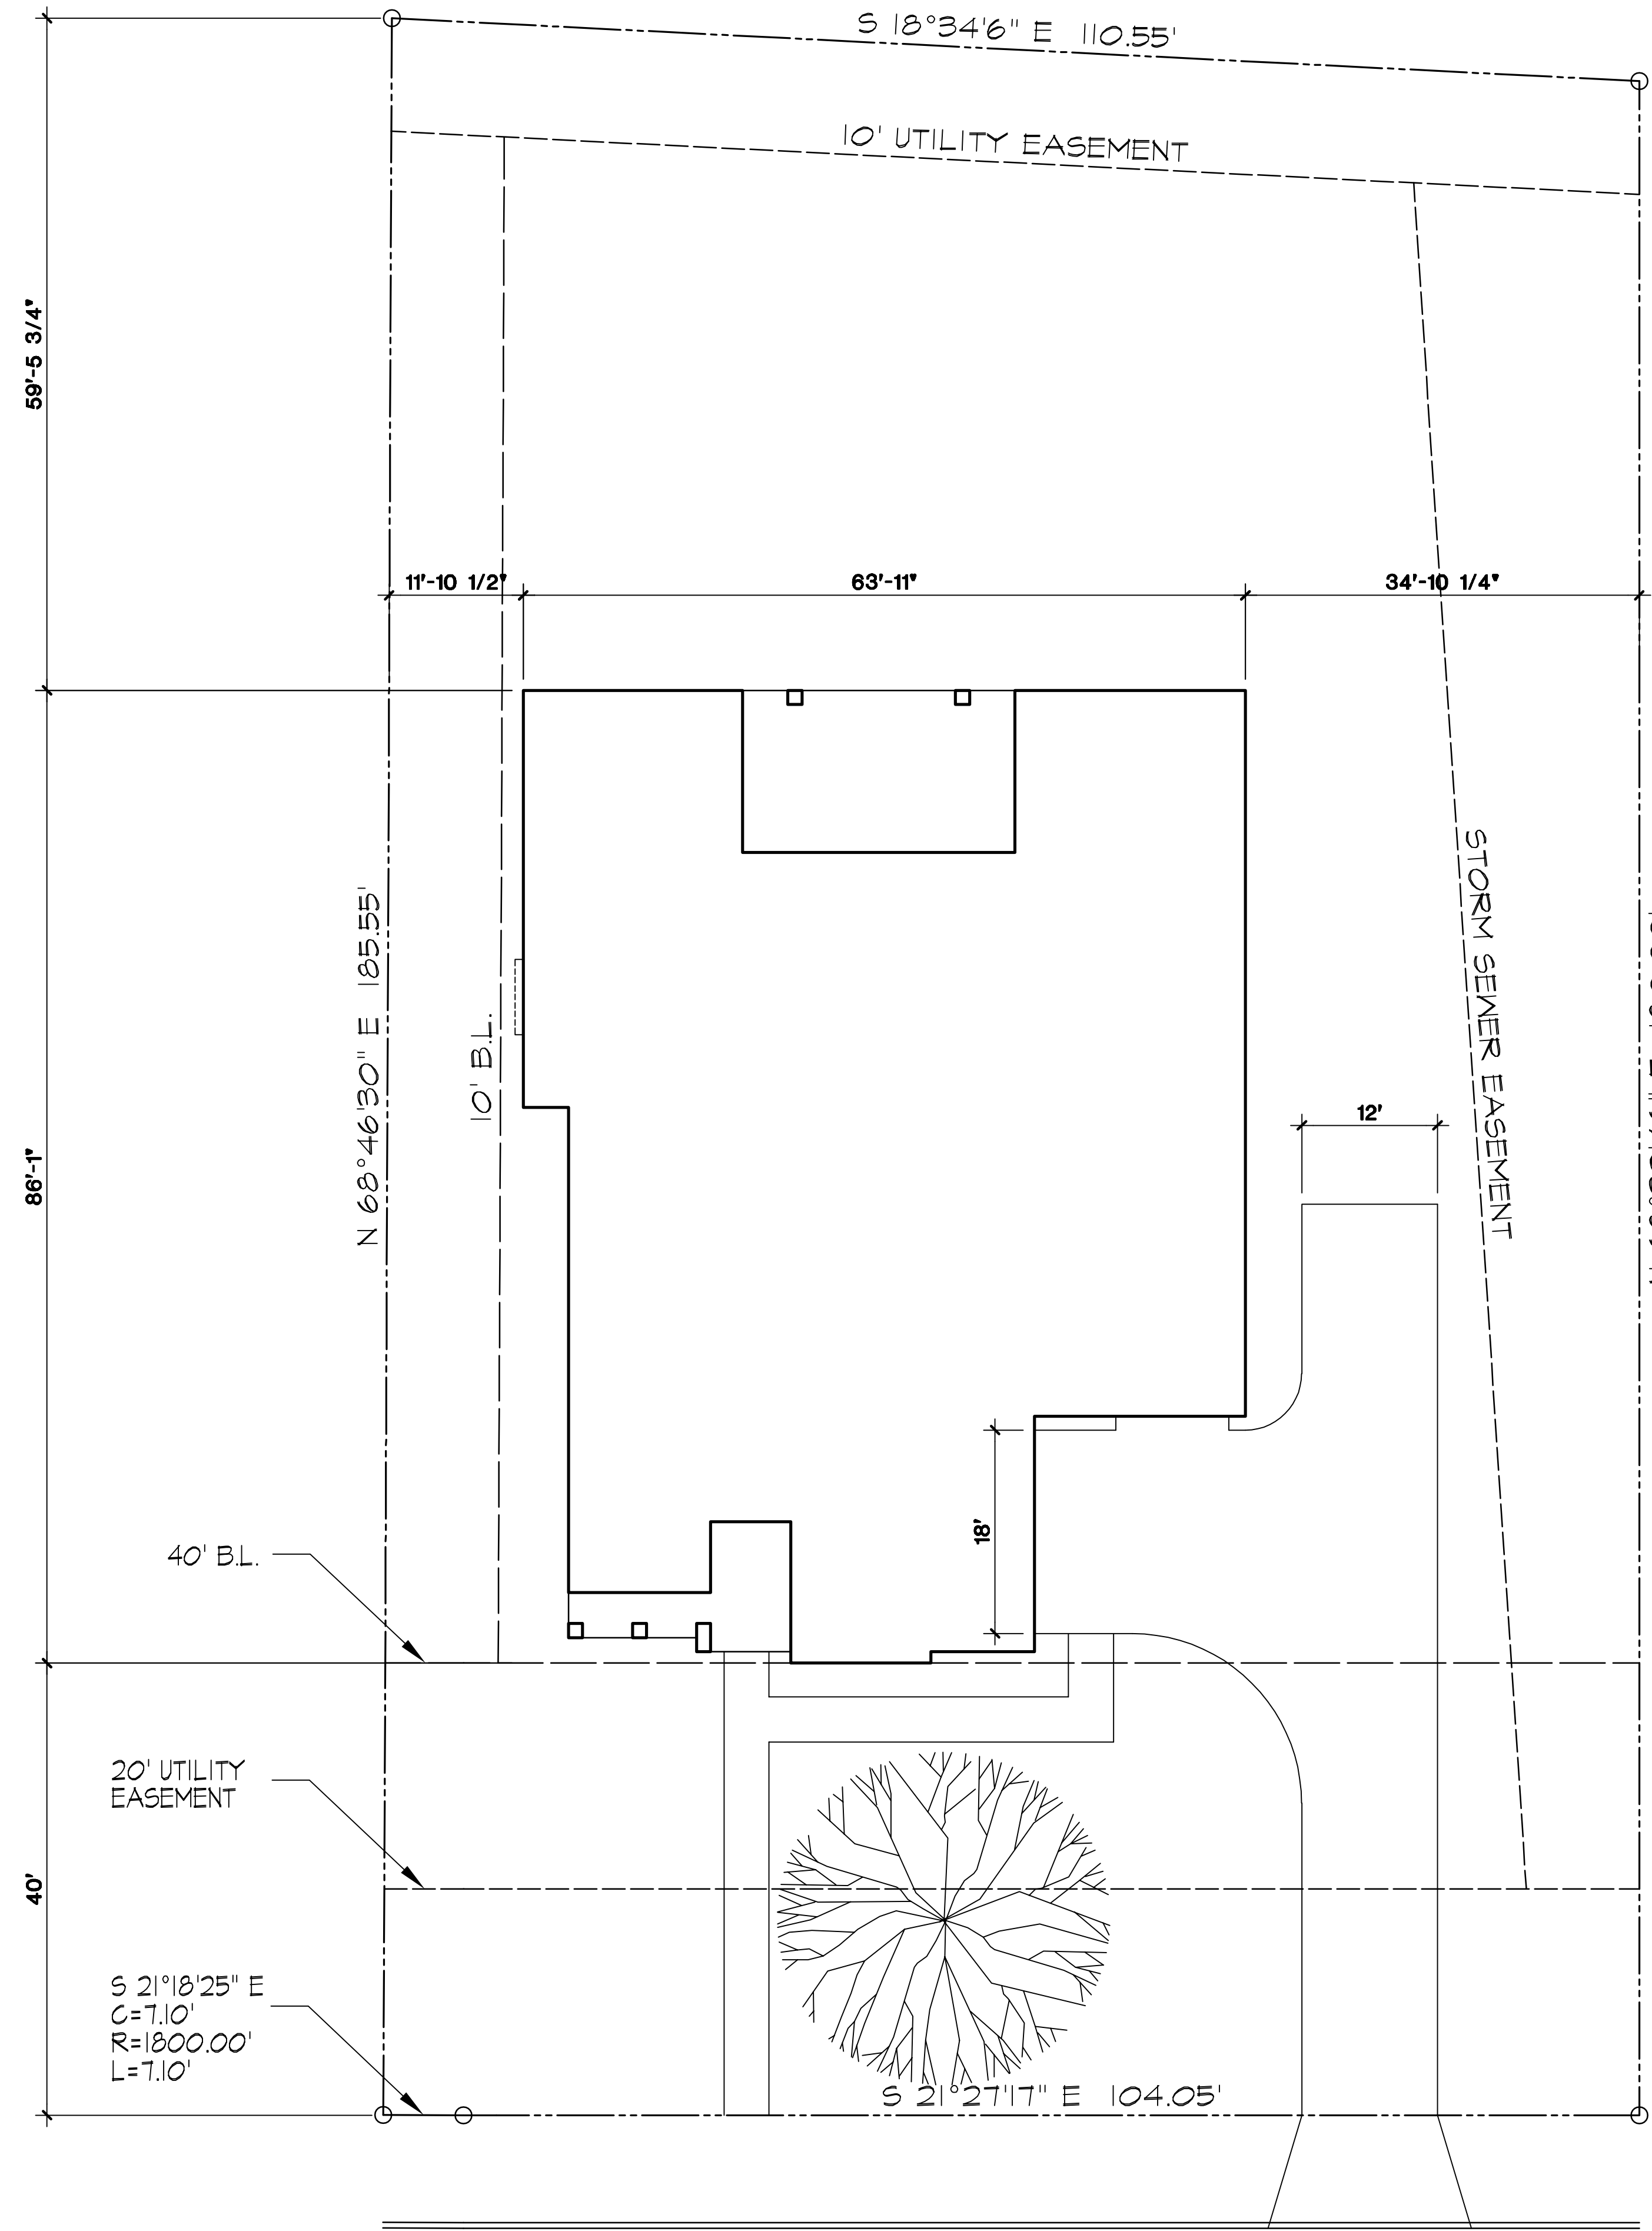 S 18°34'6" E 110.55'
10' UTILITY EASEMENT
59'-5 3/4"
11'-10 1/2"
63'-11"
34'-10 1/4"
STORM SEWER EASEMENT
N 68°46'30" E 185.55'
10' B.L.
12'
86'-1"
18'
40' B.L.
20' UTILITY
EASEMENT
40'
S 21°18'25" E
C=7.10'
R=1800.00'
L=7.10'
S 21°27'17" E 104.05'